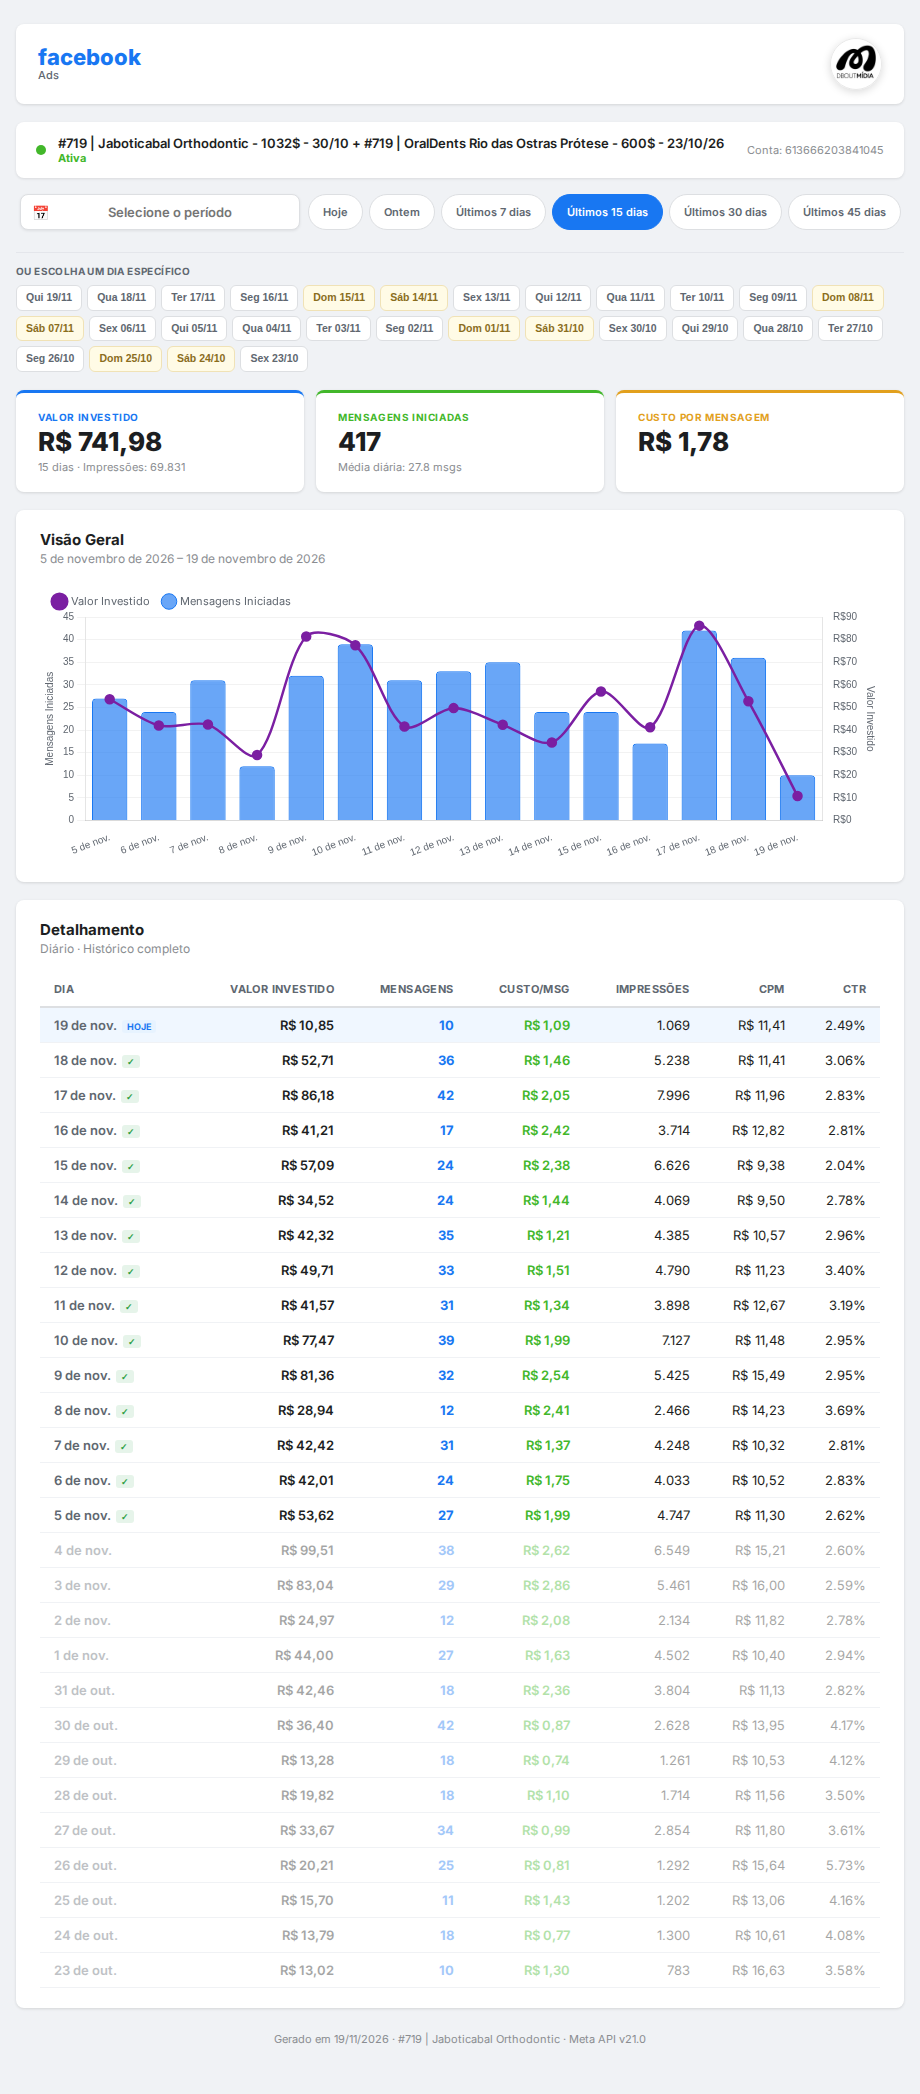 facebook
Ads
DBOUTMÍDIA
#719 | Jaboticabal Orthodontic - 1032$ - 30/10 + #719 | OralDents Rio das Ostras Prótese - 600$ - 23/10/26
Ativa
Conta: 613666203841045
Selecione o período
Hoje
Ontem
Últimos 7 dias
Últimos 15 dias
Últimos 30 dias
Últimos 45 dias
OU ESCOLHA UM DIA ESPECÍFICO
Qui 19/11 Qua 18/11 Ter 17/11 Seg 16/11 Dom 15/11 Sáb 14/11 Sex 13/11 Qui 12/11 Qua 11/11 Ter 10/11 Seg 09/11 Dom 08/11
Sáb 07/11 Sex 06/11 Qui 05/11 Qua 04/11 Ter 03/11 Seg 02/11 Dom 01/11 Sáb 31/10 Sex 30/10 Qui 29/10 Qua 28/10 Ter 27/10
Seg 26/10 Dom 25/10 Sáb 24/10 Sex 23/10
VALOR INVESTIDO
R$ 741,98
15 dias · Impressões: 69.831
MENSAGENS INICIADAS
417
Média diária: 27.8 msgs
CUSTO POR MENSAGEM
R$ 1,78
Visão Geral
5 de novembro de 2026 – 19 de novembro de 2026
Valor Investido Mensagens Iniciadas
45 R$90
40 R$80
35 R$70
30 R$60
25 R$50
20 R$40
15 R$30
10 R$20
5 R$10
0 R$0
Mensagens Iniciadas
Valor Investido
5 de nov. 6 de nov. 7 de nov. 8 de nov. 9 de nov. 10 de nov. 11 de nov. 12 de nov. 13 de nov. 14 de nov. 15 de nov. 16 de nov. 17 de nov. 18 de nov. 19 de nov.
Detalhamento
Diário · Histórico completo
DIA VALOR INVESTIDO MENSAGENS CUSTO/MSG IMPRESSÕES CPM CTR
19 de nov. HOJE R$ 10,85 10 R$ 1,09 1.069 R$ 11,41 2.49%
18 de nov. ✓ R$ 52,71 36 R$ 1,46 5.238 R$ 11,41 3.06%
17 de nov. ✓ R$ 86,18 42 R$ 2,05 7.996 R$ 11,96 2.83%
16 de nov. ✓ R$ 41,21 17 R$ 2,42 3.714 R$ 12,82 2.81%
15 de nov. ✓ R$ 57,09 24 R$ 2,38 6.626 R$ 9,38 2.04%
14 de nov. ✓ R$ 34,52 24 R$ 1,44 4.069 R$ 9,50 2.78%
13 de nov. ✓ R$ 42,32 35 R$ 1,21 4.385 R$ 10,57 2.96%
12 de nov. ✓ R$ 49,71 33 R$ 1,51 4.790 R$ 11,23 3.40%
11 de nov. ✓ R$ 41,57 31 R$ 1,34 3.898 R$ 12,67 3.19%
10 de nov. ✓ R$ 77,47 39 R$ 1,99 7.127 R$ 11,48 2.95%
9 de nov. ✓ R$ 81,36 32 R$ 2,54 5.425 R$ 15,49 2.95%
8 de nov. ✓ R$ 28,94 12 R$ 2,41 2.466 R$ 14,23 3.69%
7 de nov. ✓ R$ 42,42 31 R$ 1,37 4.248 R$ 10,32 2.81%
6 de nov. ✓ R$ 42,01 24 R$ 1,75 4.033 R$ 10,52 2.83%
5 de nov. ✓ R$ 53,62 27 R$ 1,99 4.747 R$ 11,30 2.62%
4 de nov. R$ 99,51 38 R$ 2,62 6.549 R$ 15,21 2.60%
3 de nov. R$ 83,04 29 R$ 2,86 5.461 R$ 16,00 2.59%
2 de nov. R$ 24,97 12 R$ 2,08 2.134 R$ 11,82 2.78%
1 de nov. R$ 44,00 27 R$ 1,63 4.502 R$ 10,40 2.94%
31 de out. R$ 42,46 18 R$ 2,36 3.804 R$ 11,13 2.82%
30 de out. R$ 36,40 42 R$ 0,87 2.628 R$ 13,95 4.17%
29 de out. R$ 13,28 18 R$ 0,74 1.261 R$ 10,53 4.12%
28 de out. R$ 19,82 18 R$ 1,10 1.714 R$ 11,56 3.50%
27 de out. R$ 33,67 34 R$ 0,99 2.854 R$ 11,80 3.61%
26 de out. R$ 20,21 25 R$ 0,81 1.292 R$ 15,64 5.73%
25 de out. R$ 15,70 11 R$ 1,43 1.202 R$ 13,06 4.16%
24 de out. R$ 13,79 18 R$ 0,77 1.300 R$ 10,61 4.08%
23 de out. R$ 13,02 10 R$ 1,30 783 R$ 16,63 3.58%
Gerado em 19/11/2026 · #719 | Jaboticabal Orthodontic · Meta API v21.0